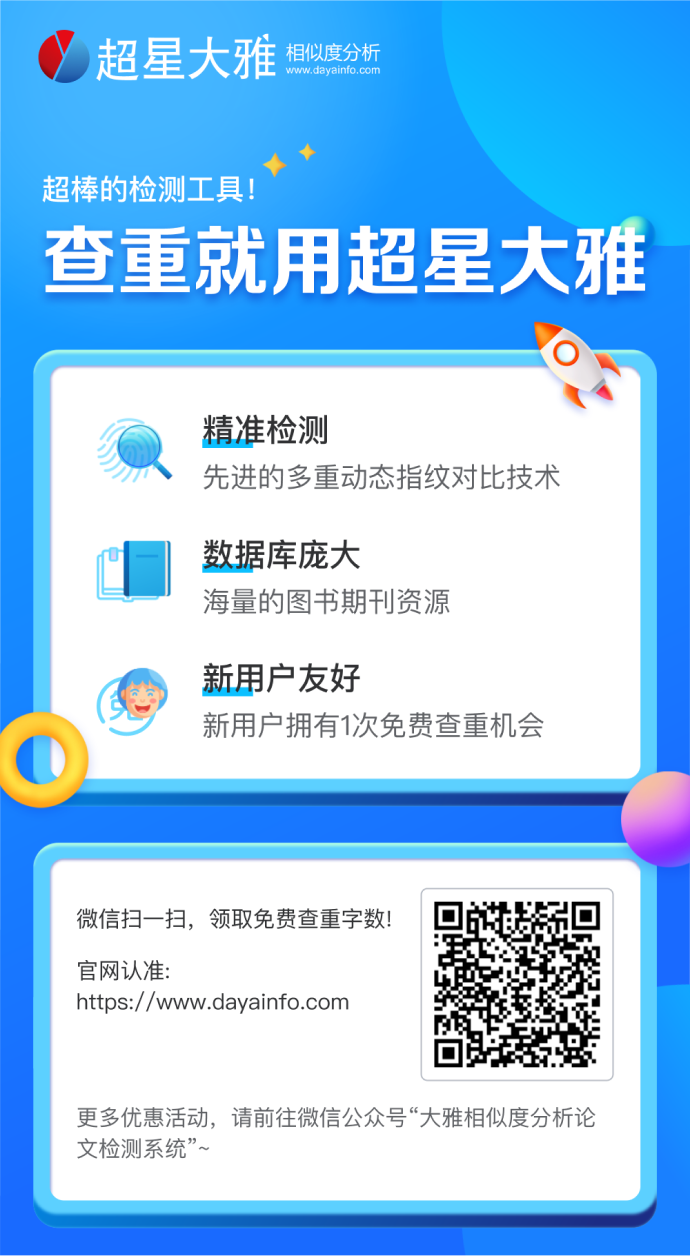 超星大雅 相似度分析
www.dayainfo.com
超棒的检测工具！
查重就用超星大雅
精准检测
先进的多重动态指纹对比技术
数据库庞大
海量的图书期刊资源
免
新用户友好
新用户拥有1次免费查重机会
微信扫一扫，领取免费查重字数！
官网认准:
https://www.dayainfo.com
更多优惠活动，请前往微信公众号“大雅相似度分析论
文检测系统”~